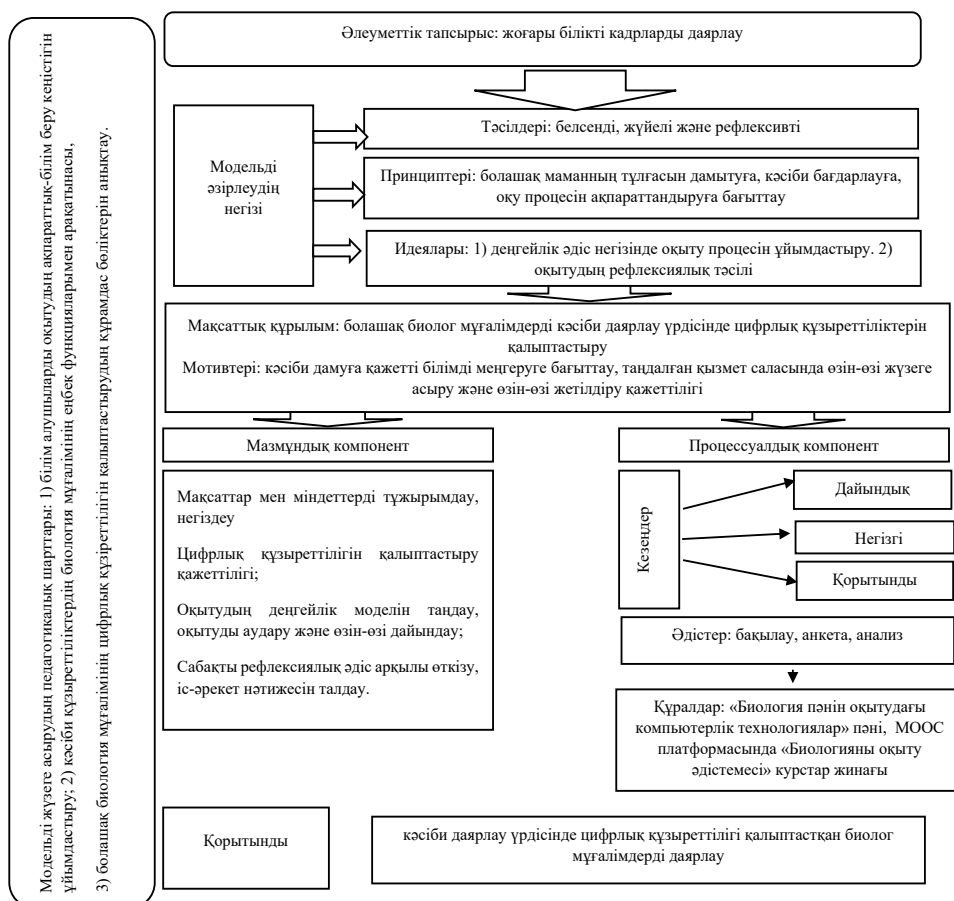 Модельді жүзеге асырудың педагогикалық шарттары: 1) білім алушыларды оқытудың ақпараттық-білім беру кеңістігін
ұйымдастыру; 2) кәсіби құзыреттіліктердің биология мұғалімінің еңбек функцияларымен арақатынасы,
3) болашақ биология мұғалімінің цифрлық құзіреттілігін қалыптастырудың құрамдас бөліктерін анықтау.
Әлеуметтік тапсырыс: жоғары білікті кадрларды даярлау
Модельді
әзірлеудің
негізі
Тәсілдері: белсенді, жүйелі және рефлексивті
Принциптері: болашақ маманның тұлғасын дамытуға, кәсіби бағдарлауға,
оқу процесін ақпараттандыруға бағыттау
Идеялары: 1) деңгейлік әдіс негізінде оқыту процесін ұйымдастыру. 2)
оқытудың рефлексиялық тәсілі
Мақсаттық құрылым: болашақ биолог мұғалімдерді кәсіби даярлау үрдісінде цифрлық құзыреттіліктерін
қалыптастыру
Мотивтері: кәсіби дамуға қажетті білімді меңгеруге бағыттау, таңдалған қызмет саласында өзін-өзі жүзеге
асыру және өзін-өзі жетілдіру қажеттілігі
Мазмұндық компонент
Мақсаттар мен міндеттерді тұжырымдау,
негіздеу
Цифрлық құзыреттілігін қалыптастыру
қажеттілігі;
Оқытудың деңгейлік моделін таңдау,
оқытуды аудару және өзін-өзі дайындау;
Сабақты рефлексиялық әдіс арқылы өткізу,
іс-әрекет нәтижесін талдау.
Процессуалдық компонент
Кезеңдер
Дайындық
Негізгі
Қорытынды
Әдістер: бақылау, анкета, анализ
Құралдар: «Биология пәнін оқытудағы
компьютерлік технологиялар» пәні, МООС
платформасында «Биологияны оқыту
әдістемесі» курстар жинағы
Қорытынды
кәсіби даярлау үрдісінде цифрлық құзыреттілігі қалыптастқан биолог
мұғалімдерді даярлау